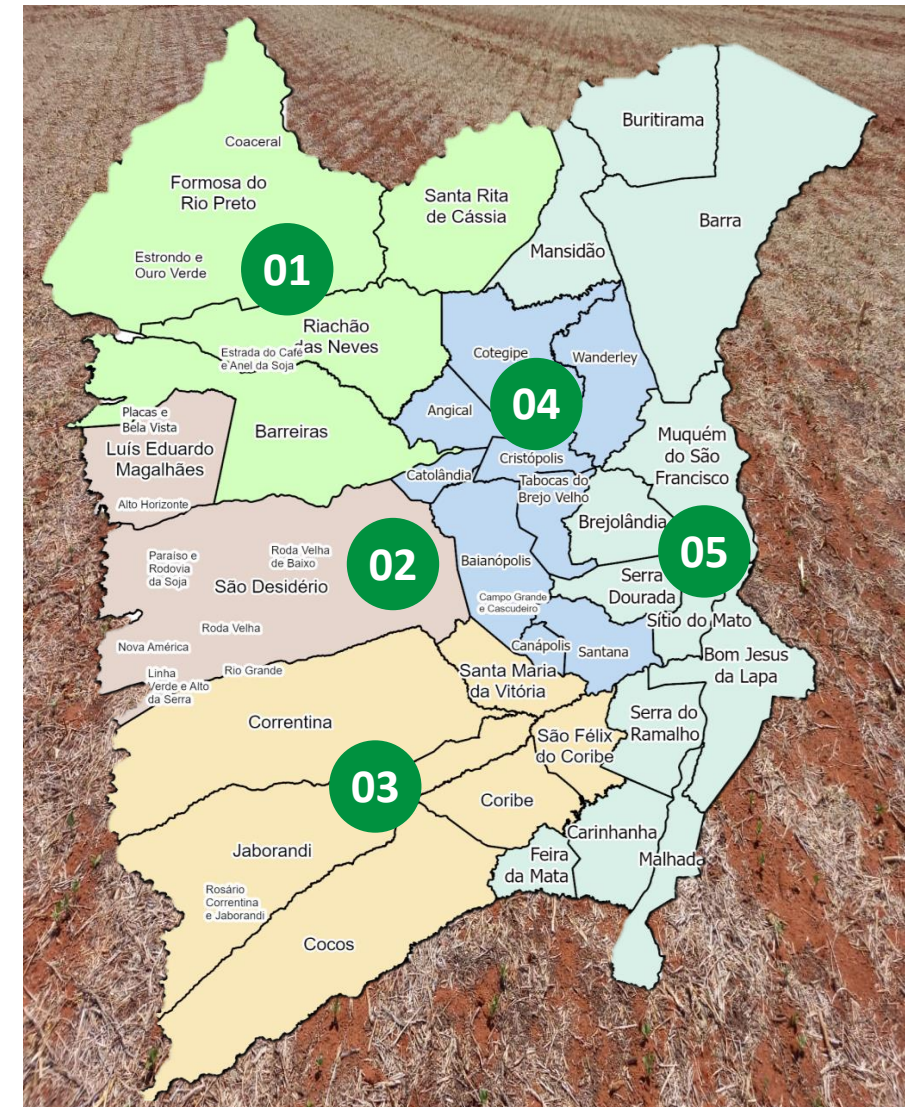 Coaceral
Formosa do
Rio Preto
Estrondo e
Ouro Verde
01
Santa Rita
de Cássia
Mansidão
Buritirama
Barra
Riachão
das Neves
Estrada do Café
e Anel da Soja
Placas e
Bela Vista
Barreiras
Luís Eduardo
Magalhães
Alto Horizonte
Cotegipe
Wanderley
Angical
04
Cristópolis
Catolândia
Tabocas do
Brejo Velho
Muquém
do São
Francisco
Brejolândia
05
Paraíso e
Rodovia
da Soja
Roda Velha
de Baixo
02
São Desidério
Baianópolis
Serra
Dourada
Campo Grande
e Cascudeiro
Sítio do Mato
Roda Velha
Nova América
Canápolis
Santana
Bom Jesus
da Lapa
Linha
Verde e Alto
da Serra
Rio Grande
Santa Maria
da Vitória
Correntina
São Félix
do Coribe
Serra do
Ramalho
03
Coribe
Jaborandi
Carinhanha
Feira
da Mata
Malhada
Rosário
Correntina
e Jaborandi
Cocos